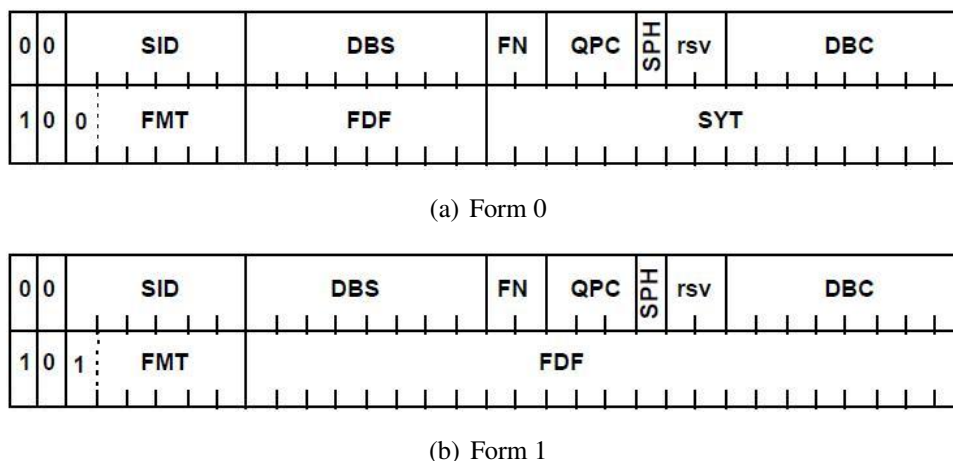 0 0 SID DBS FN QPC SPH rsv DBC
1 0 0 FMT FDF SYT
(a) Form 0
0 0 SID DBS FN QPC SPH rsv DBC
1 0 1 FMT FDF
(b) Form 1